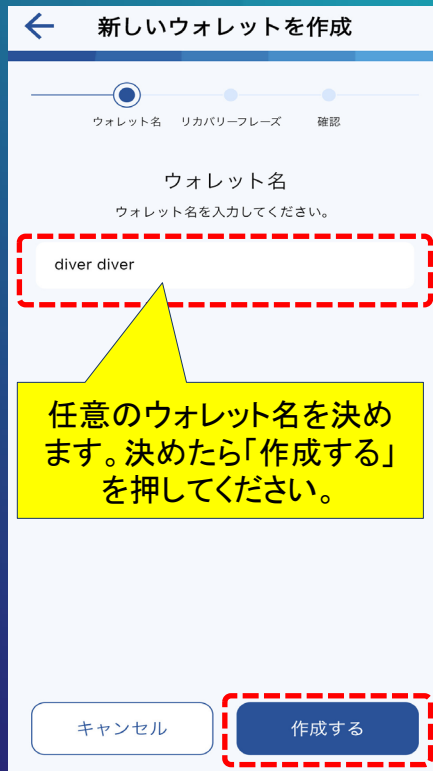 新しいウォレットを作成
ウォレット名 リカバリーフレーズ 確認
ウォレット名
ウォレット名を入力してください。
diver diver
任意のウォレット名を決め
ます。決めたら「作成する」
を押してください。
キャンセル 作成する